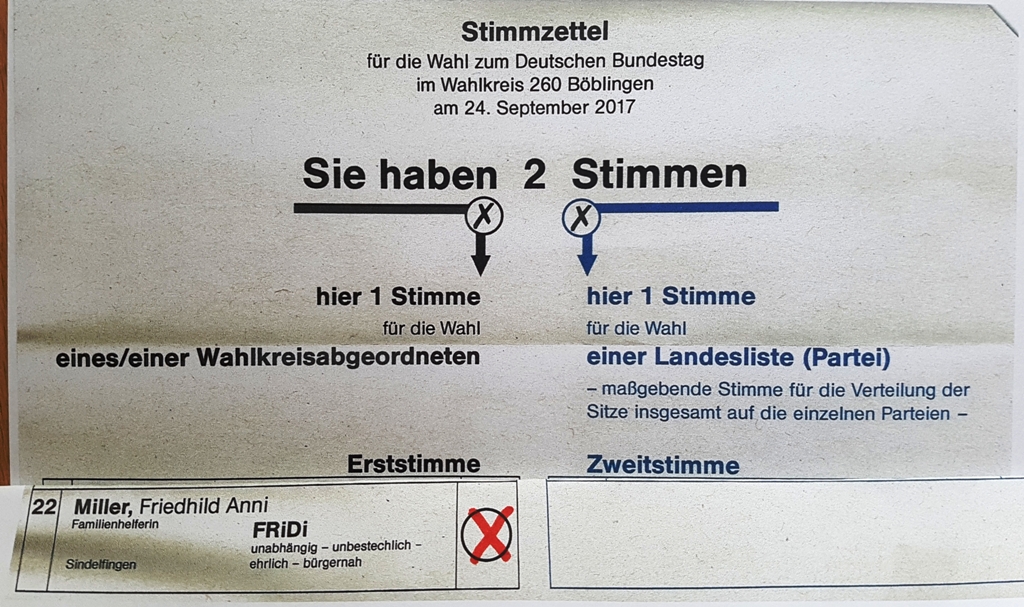 Stimmzettel
für die Wahl zum Deutschen Bundestag
im Wahlkreis 260 Böblingen
am 24. September 2017
Sie haben 2 Stimmen
X X
hier 1 Stimme
für die Wahl
eines/einer Wahlkreisabgeordneten
Erststimme
hier 1 Stimme
für die Wahl
einer Landesliste (Partei)
– maßgebende Stimme für die Verteilung der
Sitze insgesamt auf die einzelnen Parteien –
Zweitstimme
22 Miller, Friedhild Anni
Familienhelferin
Sindelfingen
FRiDi
unabhängig – unbestechlich –
ehrlich – bürgernah
X